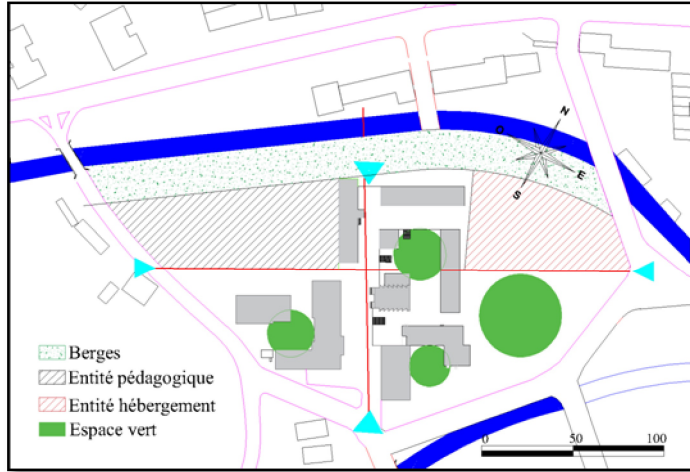 N
O
E
S
Berges
Entité pédagogique
Entité hébergement
Espace vert
0 50 100